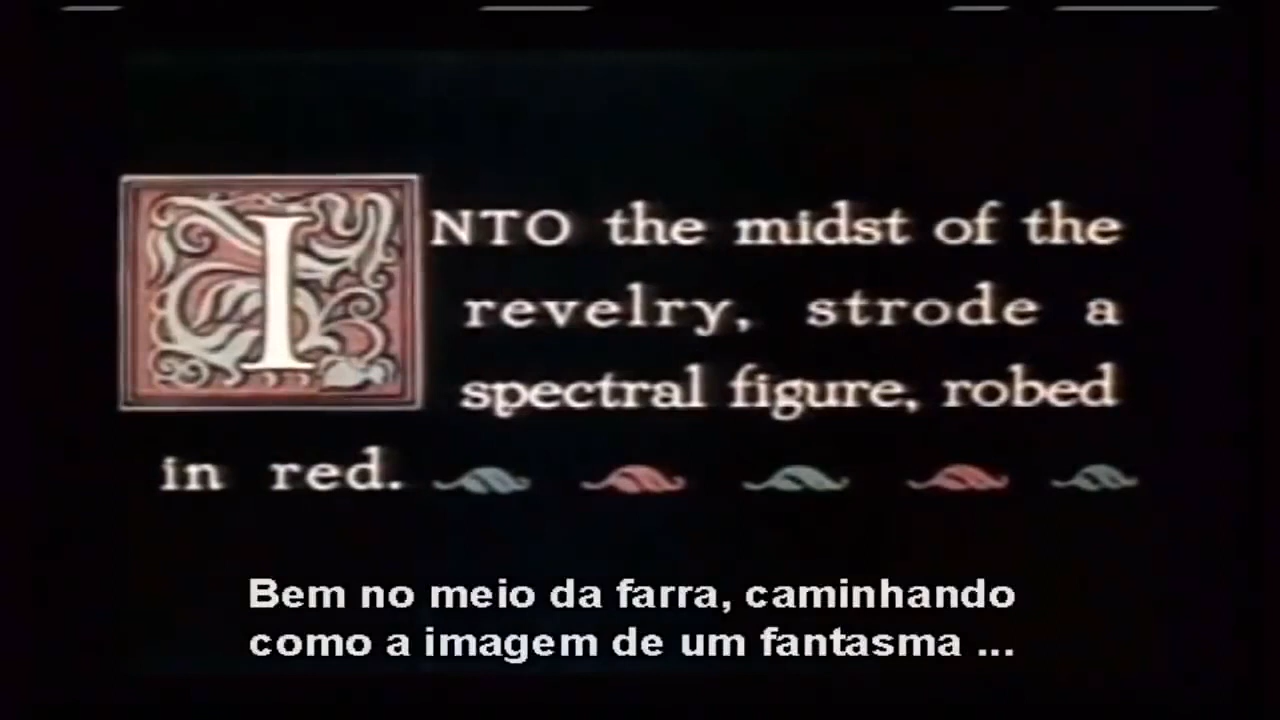 INTO the midst of the
revelry, strode a
spectral figure, robed
in red.
Bem no meio da farra, caminhando
como a imagem de um fantasma ...